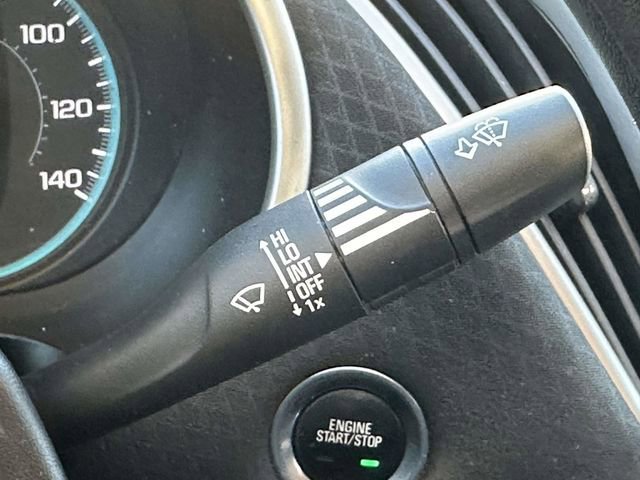 100
120
140
HI
LO
INT
OFF
1x
ENGINE
START/STOP